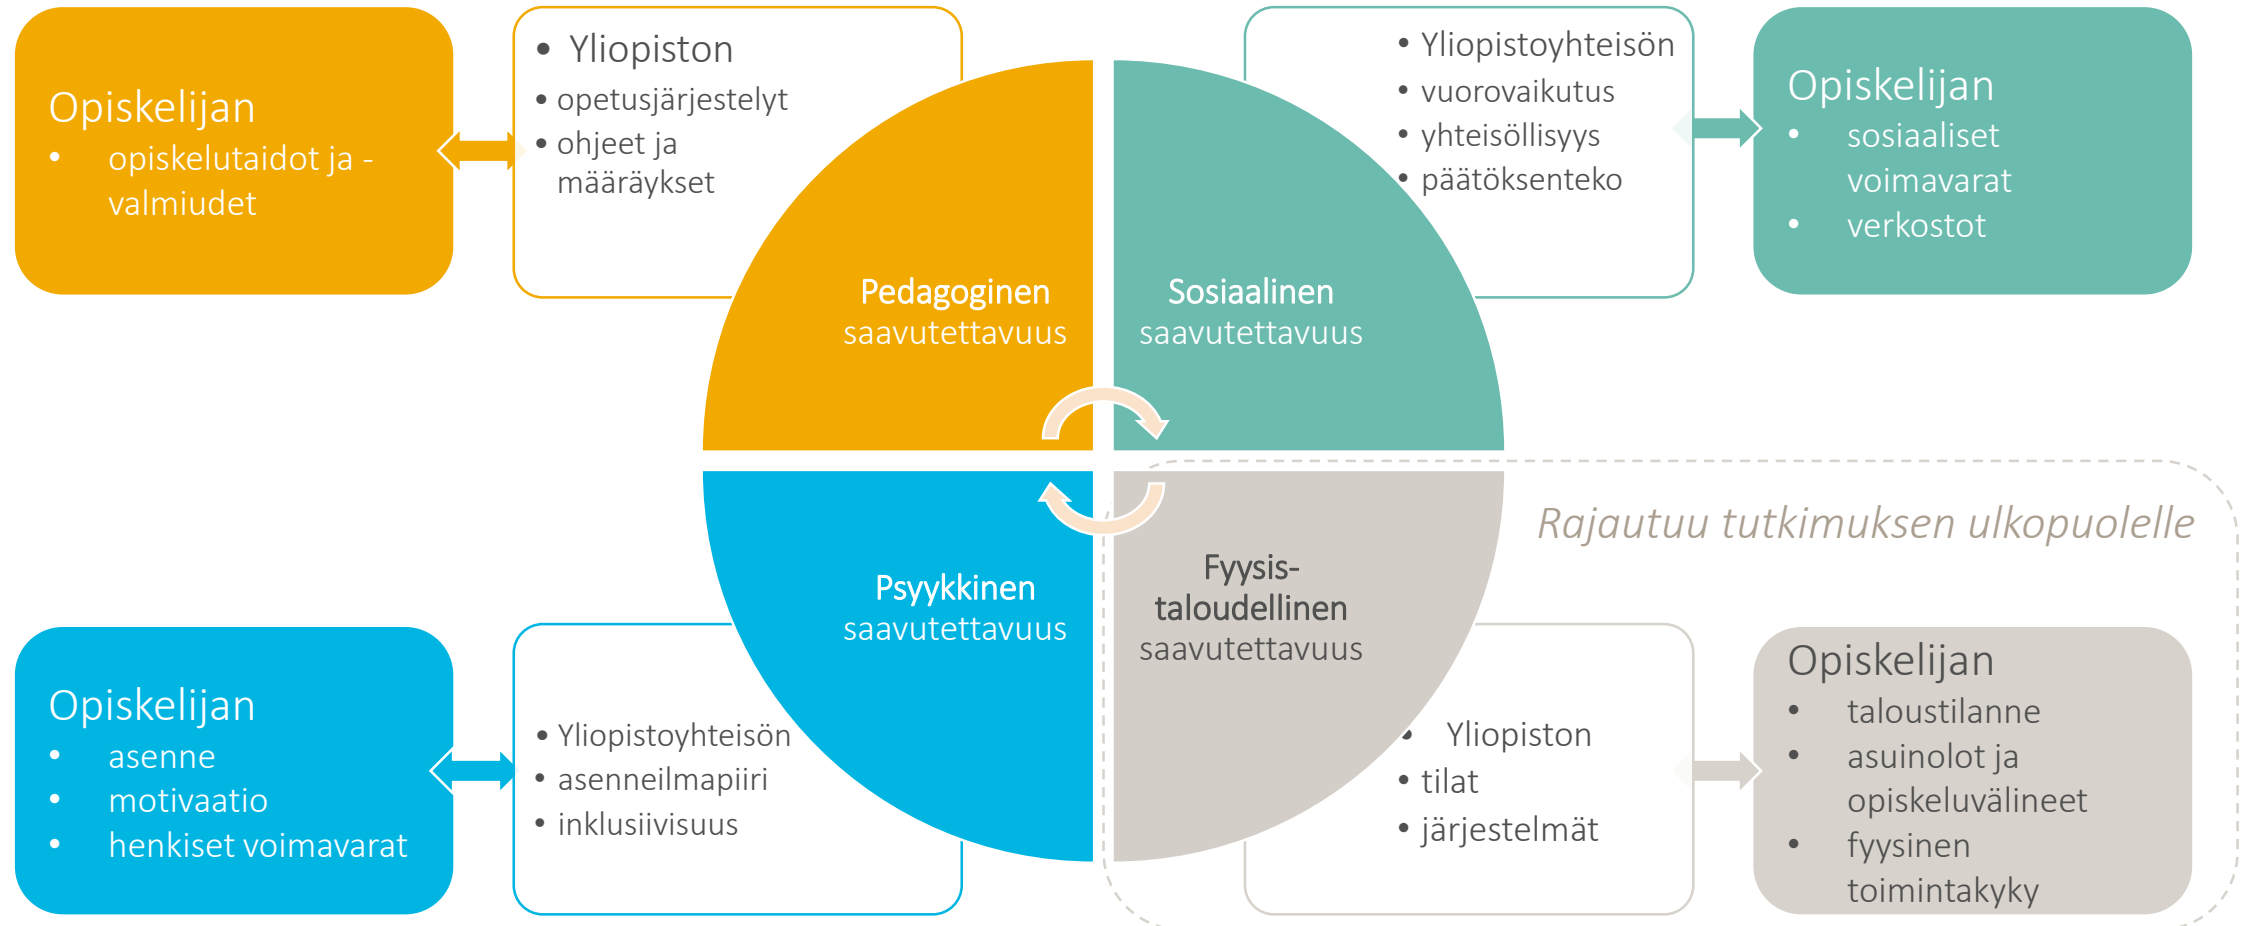 Opiskelijan
• opiskelutaidot ja -
valmiudet
• Yliopiston
• opetusjärjestelyt
• ohjeet ja
määräykset
Pedagoginen
saavutettavuus
• Yliopistoyhteisön
• vuorovaikutus
• yhteisöllisyys
• päätöksenteko
Opiskelijan
• sosiaaliset
voimavarat
• verkostot
Sosiaalinen
saavutettavuus
Opiskelijan
• asenne
• motivaatio
• henkiset voimavarat
• Yliopistoyhteisön
• asenneilmapiiri
• inklusiivisuus
Psyykkinen
saavutettavuus
Rajautuu tutkimuksen ulkopuolelle
Fyysis-
taloudellinen
saavutettavuus
• Yliopiston
• tilat
• järjestelmät
Opiskelijan
• taloustilanne
• asuinolot ja
opiskeluvälineet
• fyysinen
toimintakyky